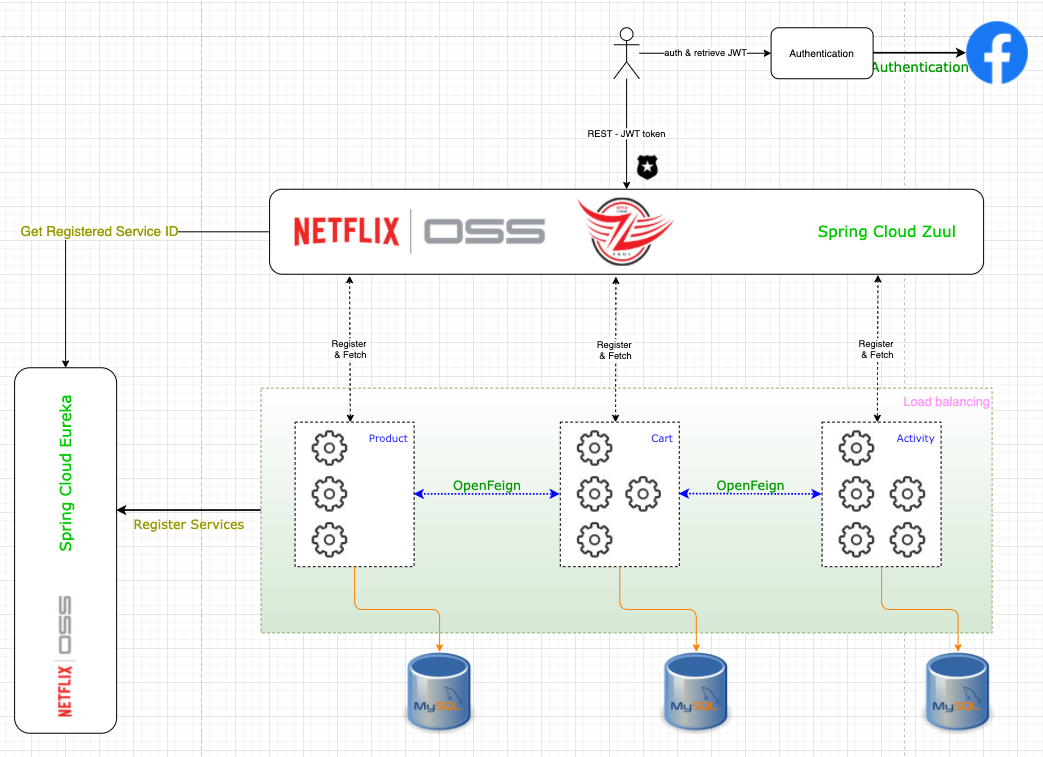 auth & retrieve JWT
Authentication
Authentication
REST - JWT token
NETFLIX OSS
Spring Cloud Zuul
Get Registered Service ID
Register
& Fetch
Register
& Fetch
Register
& Fetch
Load balancing
Product
Cart
Activity
OpenFeign
OpenFeign
Spring Cloud Eureka
NETFLIX OSS
Register Services
MySQL
MySQL
MySQL